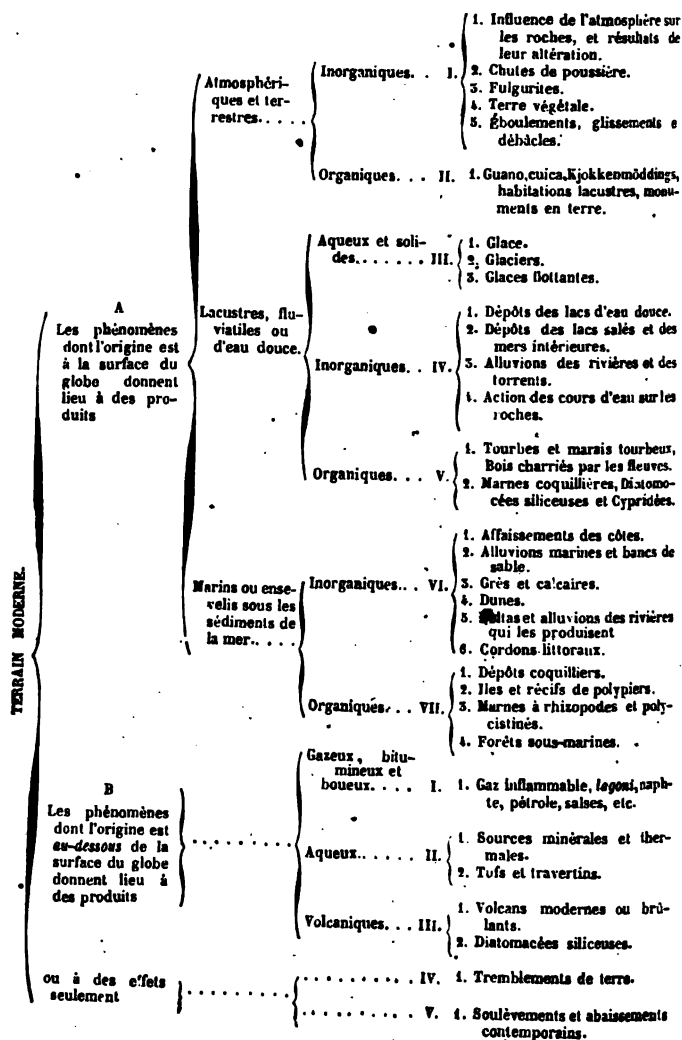 TERRAIN MODERNE.
A
Les phénomènes
dont l'origine est
à la surface du
globe donnent
lieu à des pro-
duits
Atmosphéri-
ques et ter-
restres.....
Inorganiques. . I.
1. Influence de l'atmosphère sur
les roches, et résultats de
leur altération.
2. Chutes de poussière.
3. Fulgurites.
4. Terre végétale.
5. Éboulements, glissements e
débâcles.
Organiques. . . II.
1. Guano, cuica, Kjokkenmöddings,
habitations lacustres, monu-
ments en terre.
Lacustres, flu-
viatiles ou
d'eau douce.
Aqueux et soli-
des....... III.
1. Glace.
2. Glaciers.
3. Glaces flottantes.
Inorganiques. . IV.
1. Dépôts des lacs d'eau douce.
2. Dépôts des lacs salés et des
mers intérieures.
3. Alluvions des rivières et des
torrents.
4. Action des cours d'eau sur les
roches.
Organiques. . . V.
1. Tourbes et marais tourbeux,
Bois charriés par les fleuves.
2. Marnes coquillières, Diatomo-
cées siliceuses et Cypridées.
Marins ou ense-
velis sous les
sédiments de
la mer.....
Inorganiques... VI.
1. Affaissements des côtes.
2. Alluvions marines et bancs de
sable.
3. Grès et calcaires.
4. Dunes.
5. et alluvions des rivières
qui les produisent
6. Cordons littoraux.
Organiques. . . VII.
1. Dépôts coquilliers.
2. Iles et récifs de polypiers.
3. Marnes à rhizopodes et poly-
cistinés.
4. Forêts sous-marines.
B
Les phénomènes
dont l'origine est
au-dessous de la
surface du globe
donnent lieu à
des produits
Gazeux, bitu-
mineux et
boueux.... I.
1. Gaz inflammable, lagoni, naph-
te, pétrole, salses, etc.
Aqueux...... II.
1. Sources minérales et ther-
males.
2. Tufs et travertins.
Volcaniques. . . III.
1. Volcans modernes ou brû-
lants.
2. Diatomacées siliceuses.
ou à des effets
seulement
IV. 1. Tremblements de terre.
V. 1. Soulèvements et abaissements
contemporains.